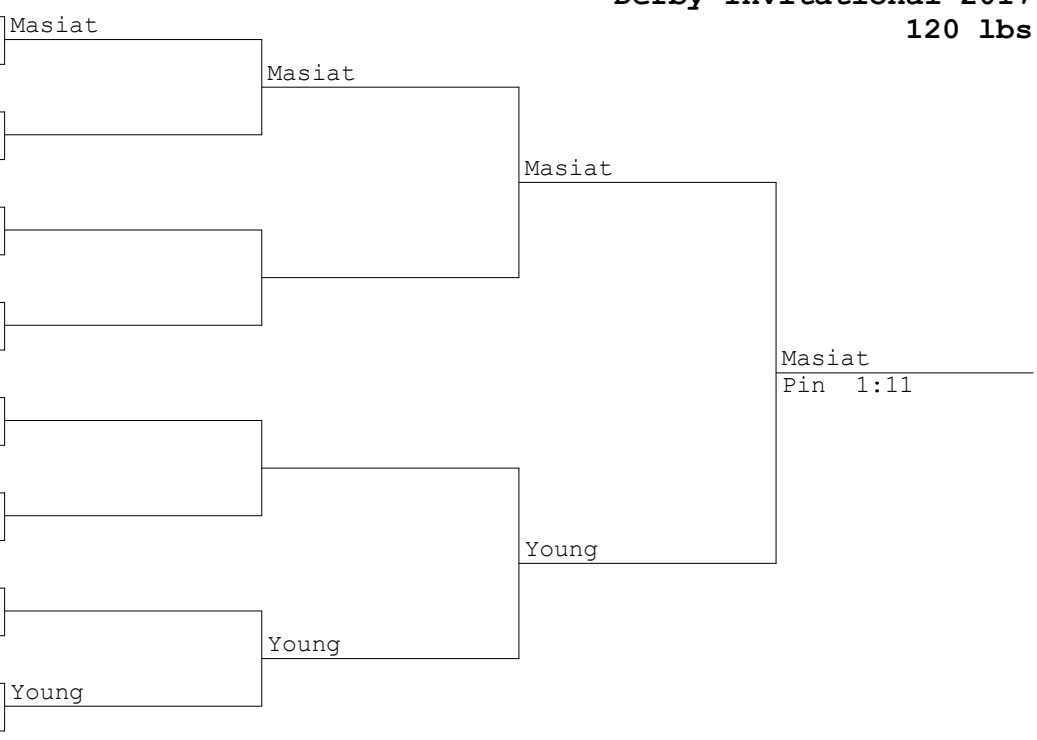 Derby Invitational 2017
120 lbs
Masiat
Masiat
Masiat
Masiat
Pin 1:11
Young
Young
Young